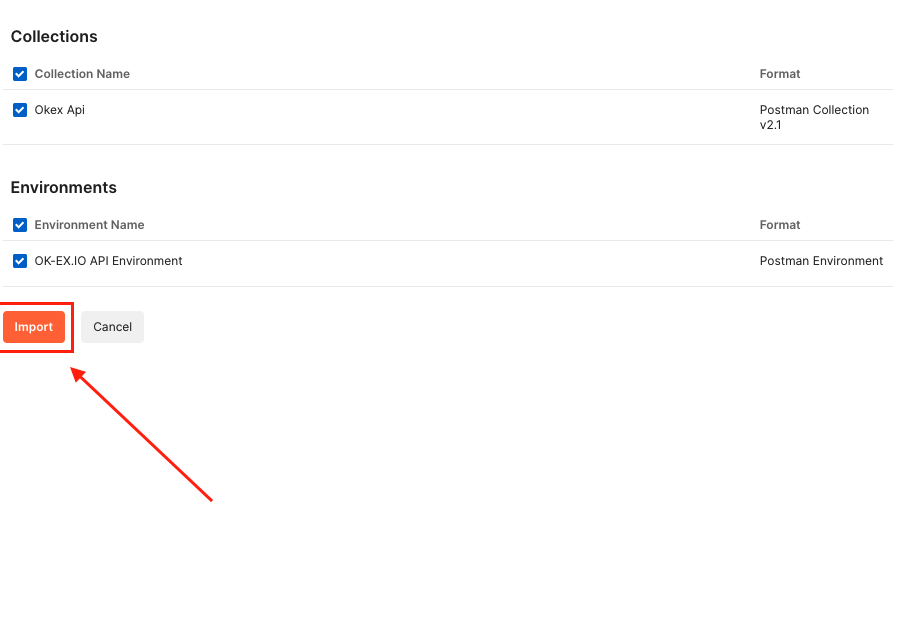 Collections
Collection Name Format
Okex Api Postman Collection
v2.1
Environments
Environment Name Format
OK-EX.IO API Environment Postman Environment
Import Cancel